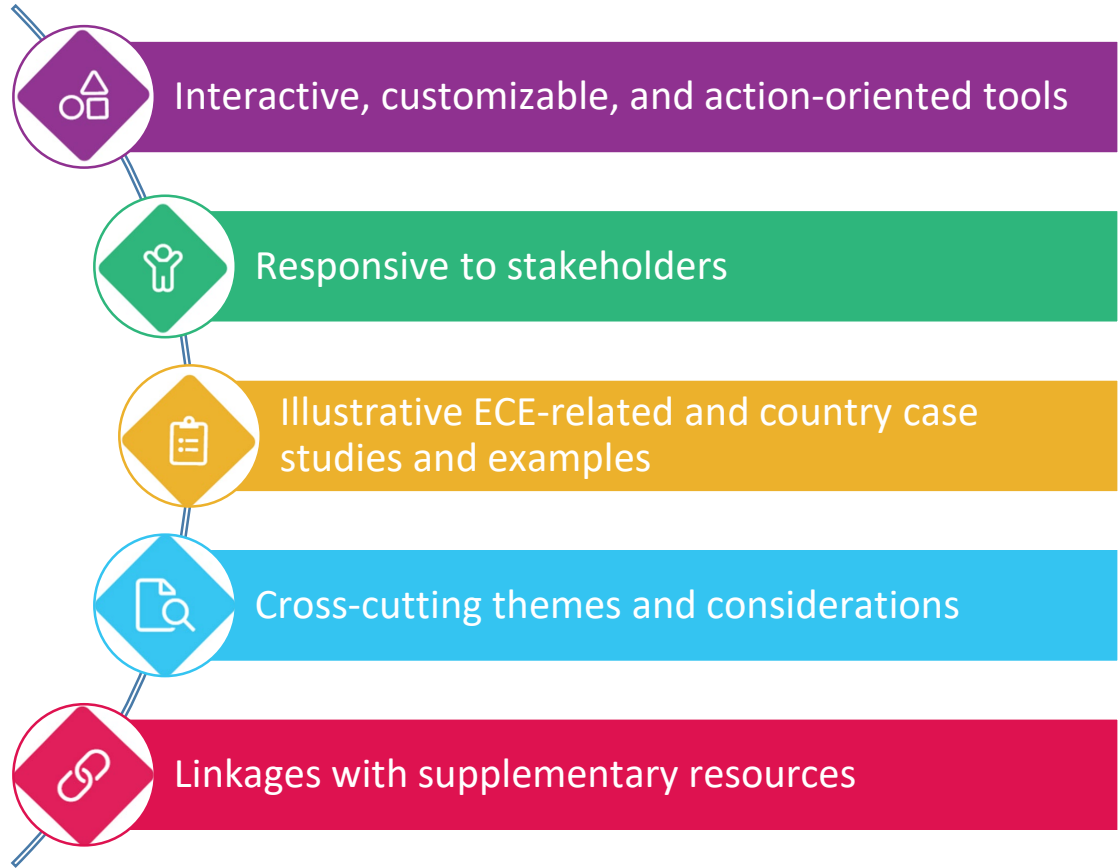 Interactive, customizable, and action-oriented tools
Responsive to stakeholders
Illustrative ECE-related and country case
studies and examples
Cross-cutting themes and considerations
Linkages with supplementary resources